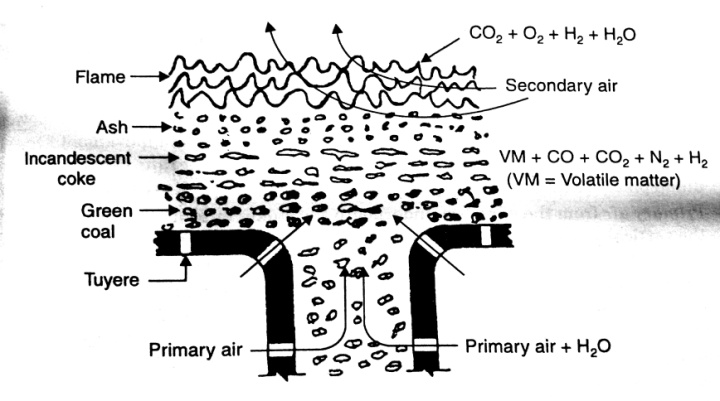 CO₂ + O₂ + H₂ + H₂O
Flame
Secondary air
Ash
Incandescent
coke
VM + CO + CO₂ + N₂ + H₂
(VM = Volatile matter)
Green
coal
Tuyere
Primary air
Primary air + H₂O